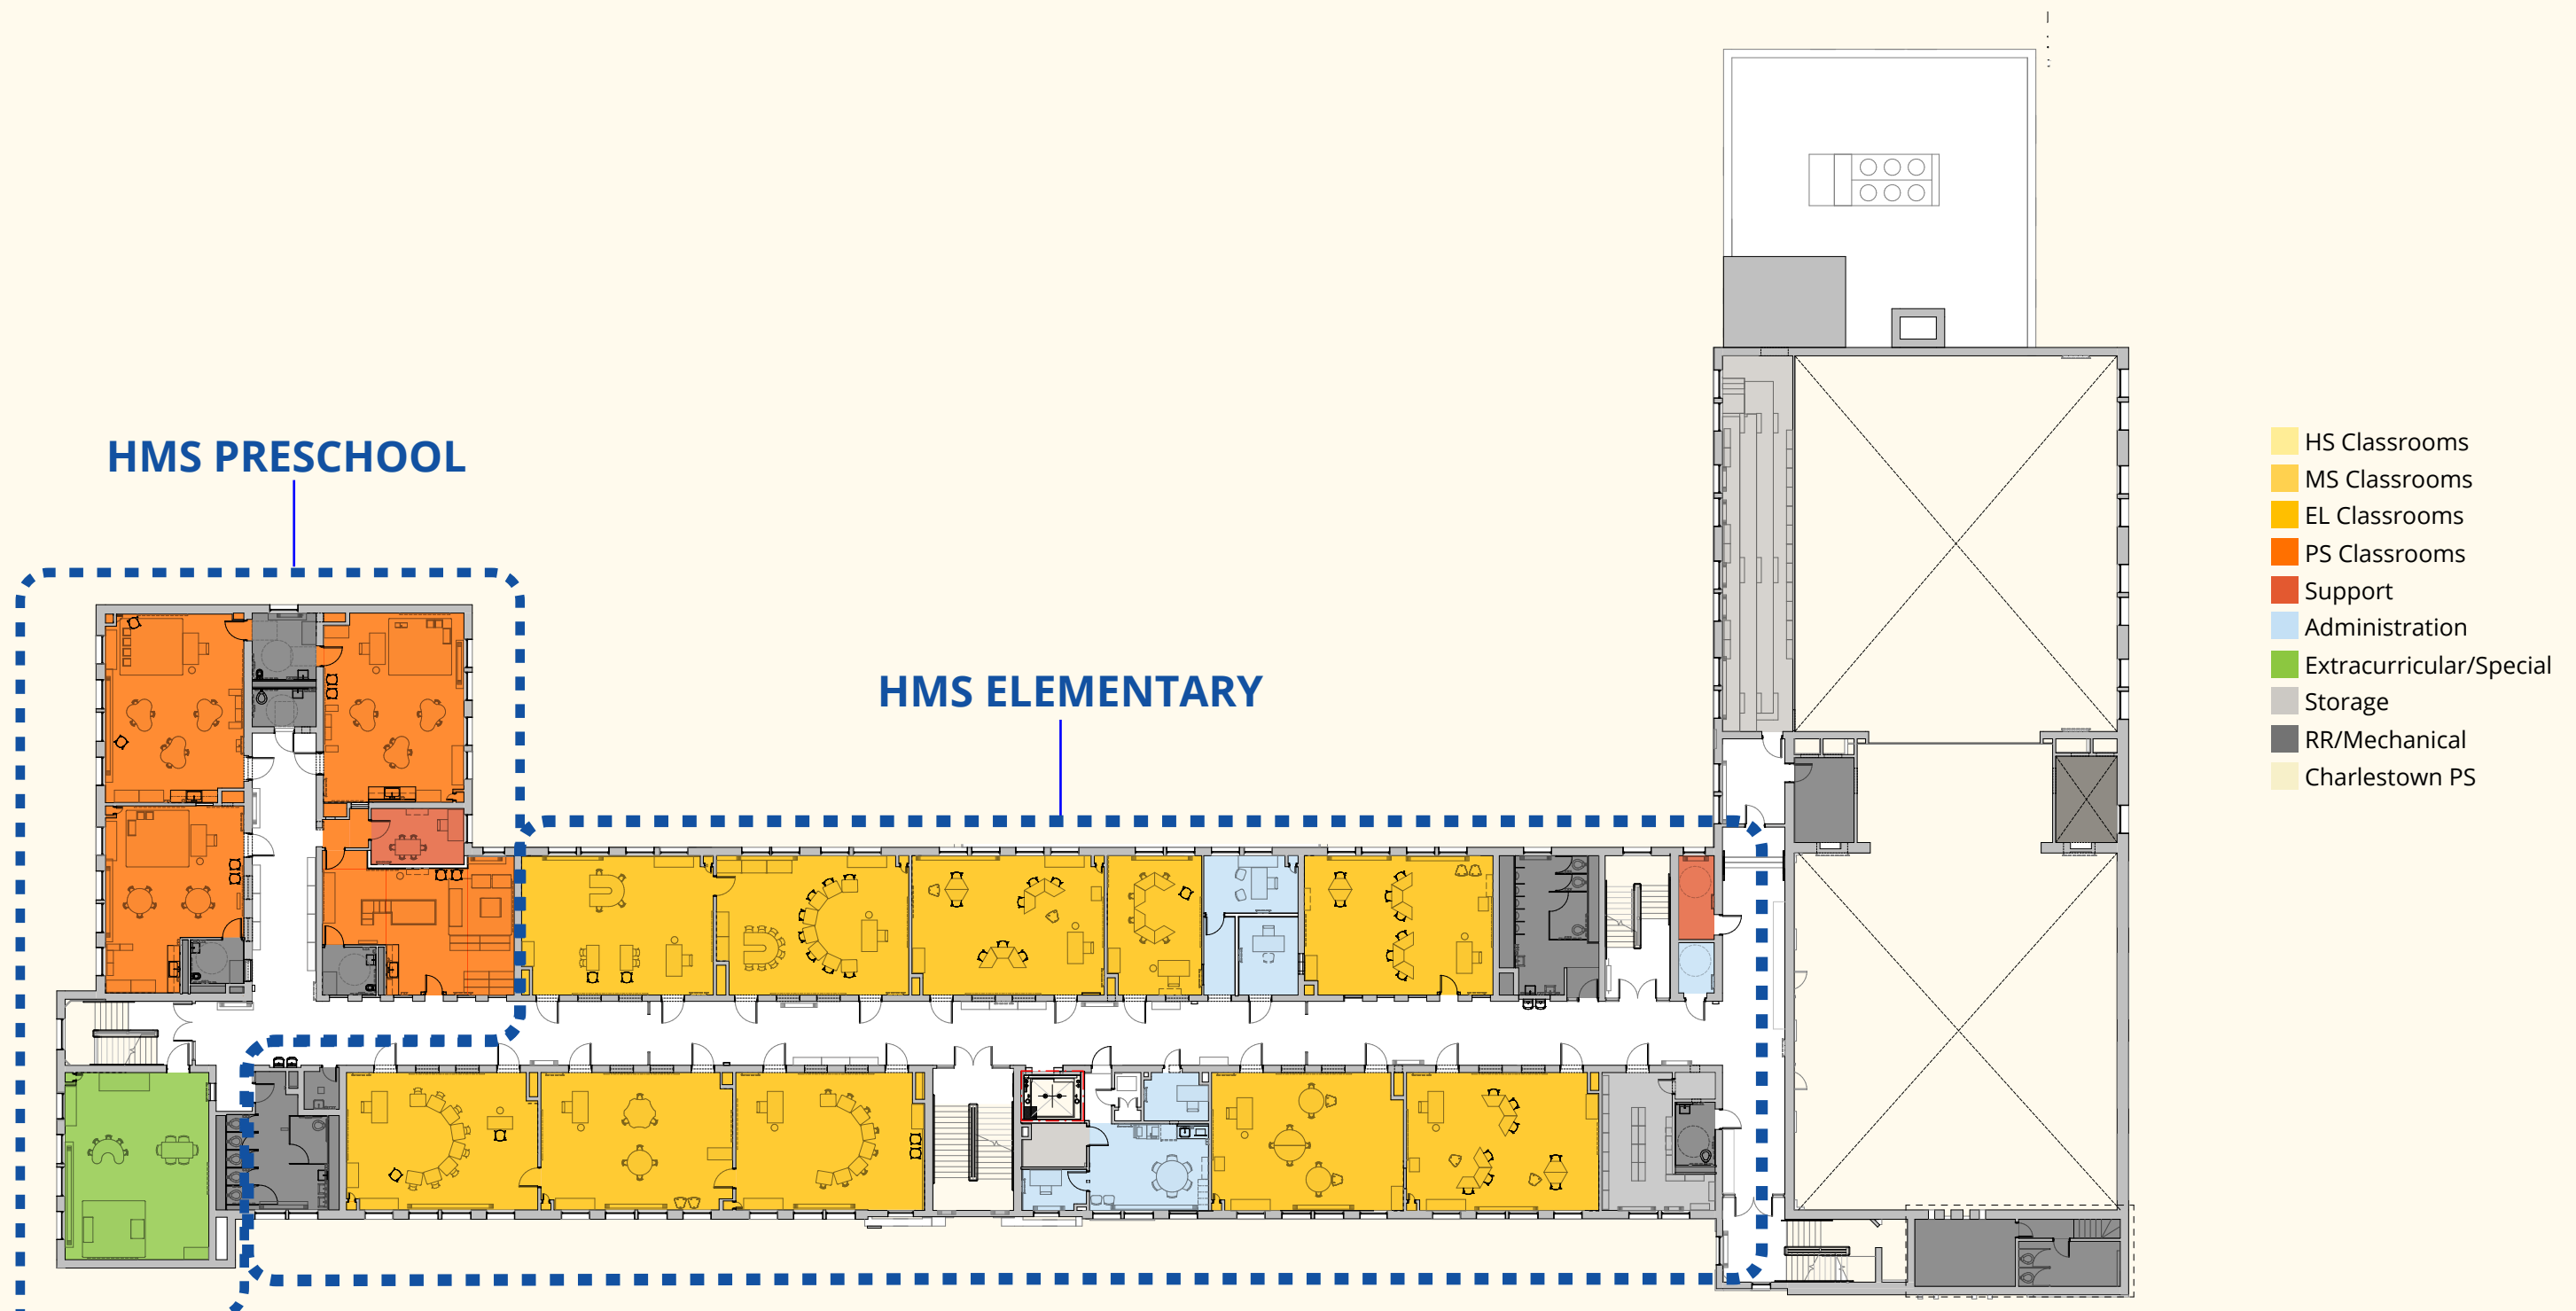 HMS PRESCHOOL
HMS ELEMENTARY
HS Classrooms
MS Classrooms
EL Classrooms
PS Classrooms
Support
Administration
Extracurricular/Special
Storage
RR/Mechanical
Charlestown PS